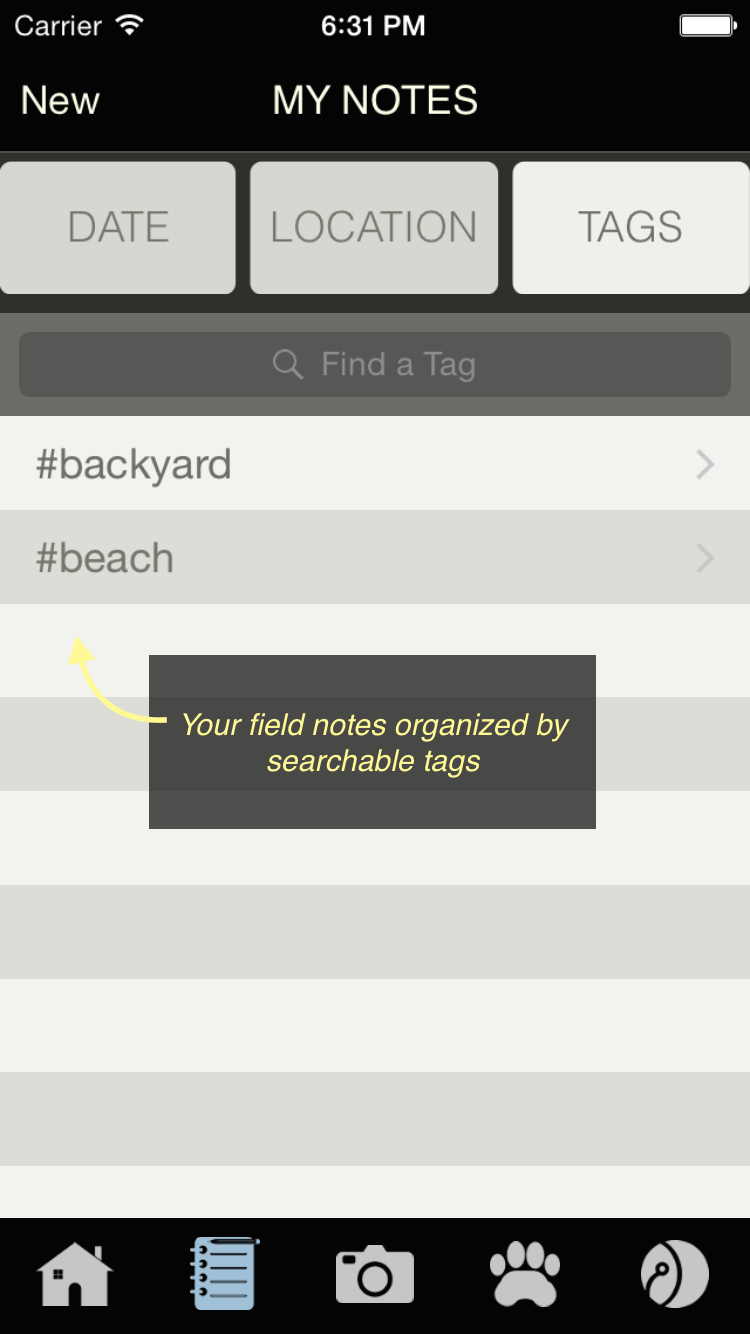 Carrier 6:31 PM
New MY NOTES
DATE LOCATION TAGS
Find a Tag
#backyard
#beach
Your field notes organized by
searchable tags